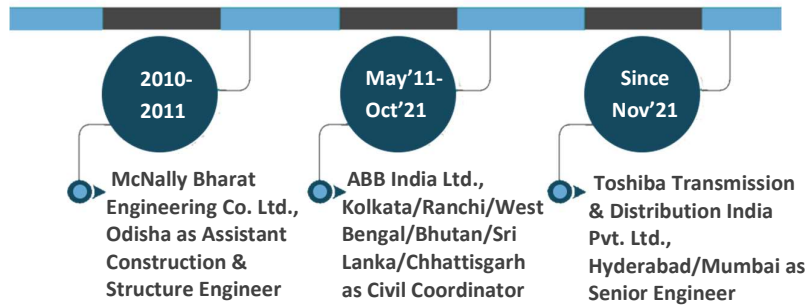 2010-
2011
McNally Bharat
Engineering Co. Ltd.,
Odisha as Assistant
Construction &
Structure Engineer
May'11-
Oct'21
ABB India Ltd.,
Kolkata/Ranchi/West
Bengal/Bhutan/Sri
Lanka/Chhattisgarh
as Civil Coordinator
Since
Nov'21
Toshiba Transmission
& Distribution India
Pvt. Ltd.,
Hyderabad/Mumbai as
Senior Engineer